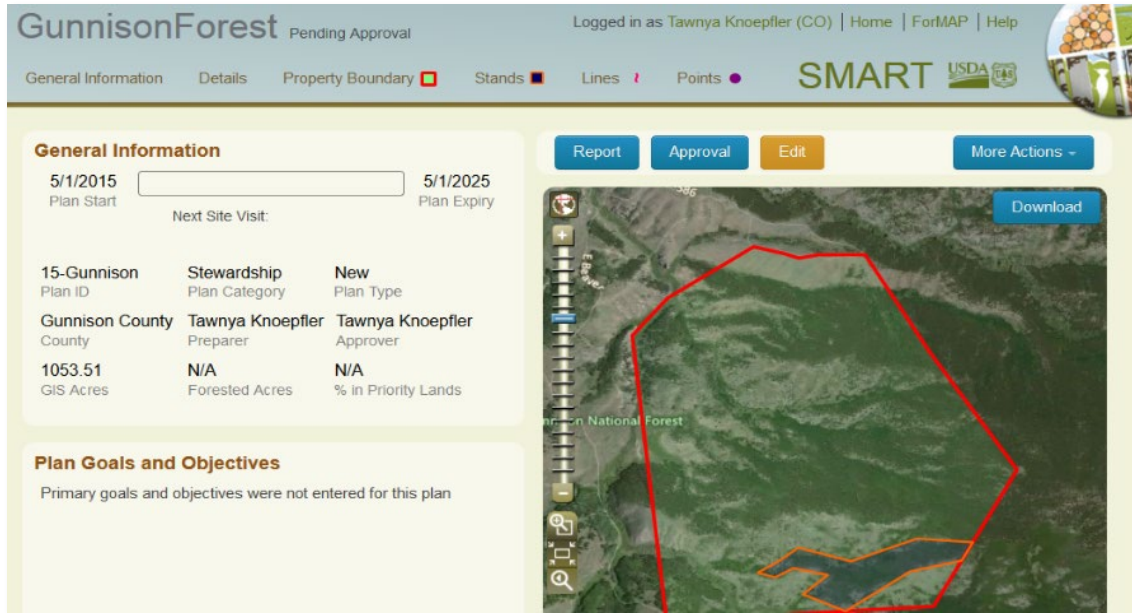 GunnisonForest Pending Approval
Logged in as Tawnya Knoepfler (CO) | Home | ForMAP | Help
General Information Details Property Boundary Stands Lines Points SMART USDA
General Information
5/1/2015 5/1/2025
Plan Start Plan Expiry
Next Site Visit:
15-Gunnison Stewardship New
Plan ID Plan Category Plan Type
Gunnison County Tawnya Knoepfler Tawnya Knoepfler
County Preparer Approver
1053.51 N/A N/A
GIS Acres Forested Acres % in Priority Lands
Plan Goals and Objectives
Primary goals and objectives were not entered for this plan
Report Approval Edit More Actions
Download
586
E Beaver
National Forest